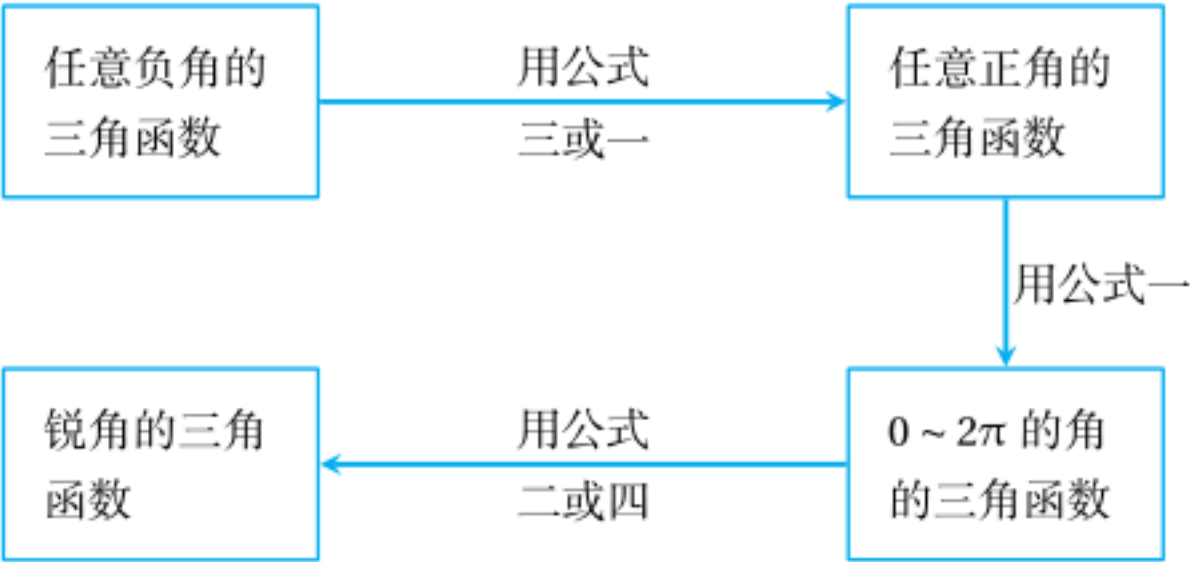 任意负角的
三角函数
用公式
三或一
任意正角的
三角函数
用公式一
0 ~ 2π 的角
的三角函数
用公式
二或四
锐角的三角
函数